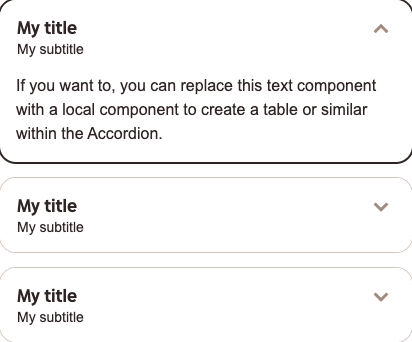 My title
My subtitle
If you want to, you can replace this text component
with a local component to create a table or similar
within the Accordion.
My title
My subtitle
My title
My subtitle